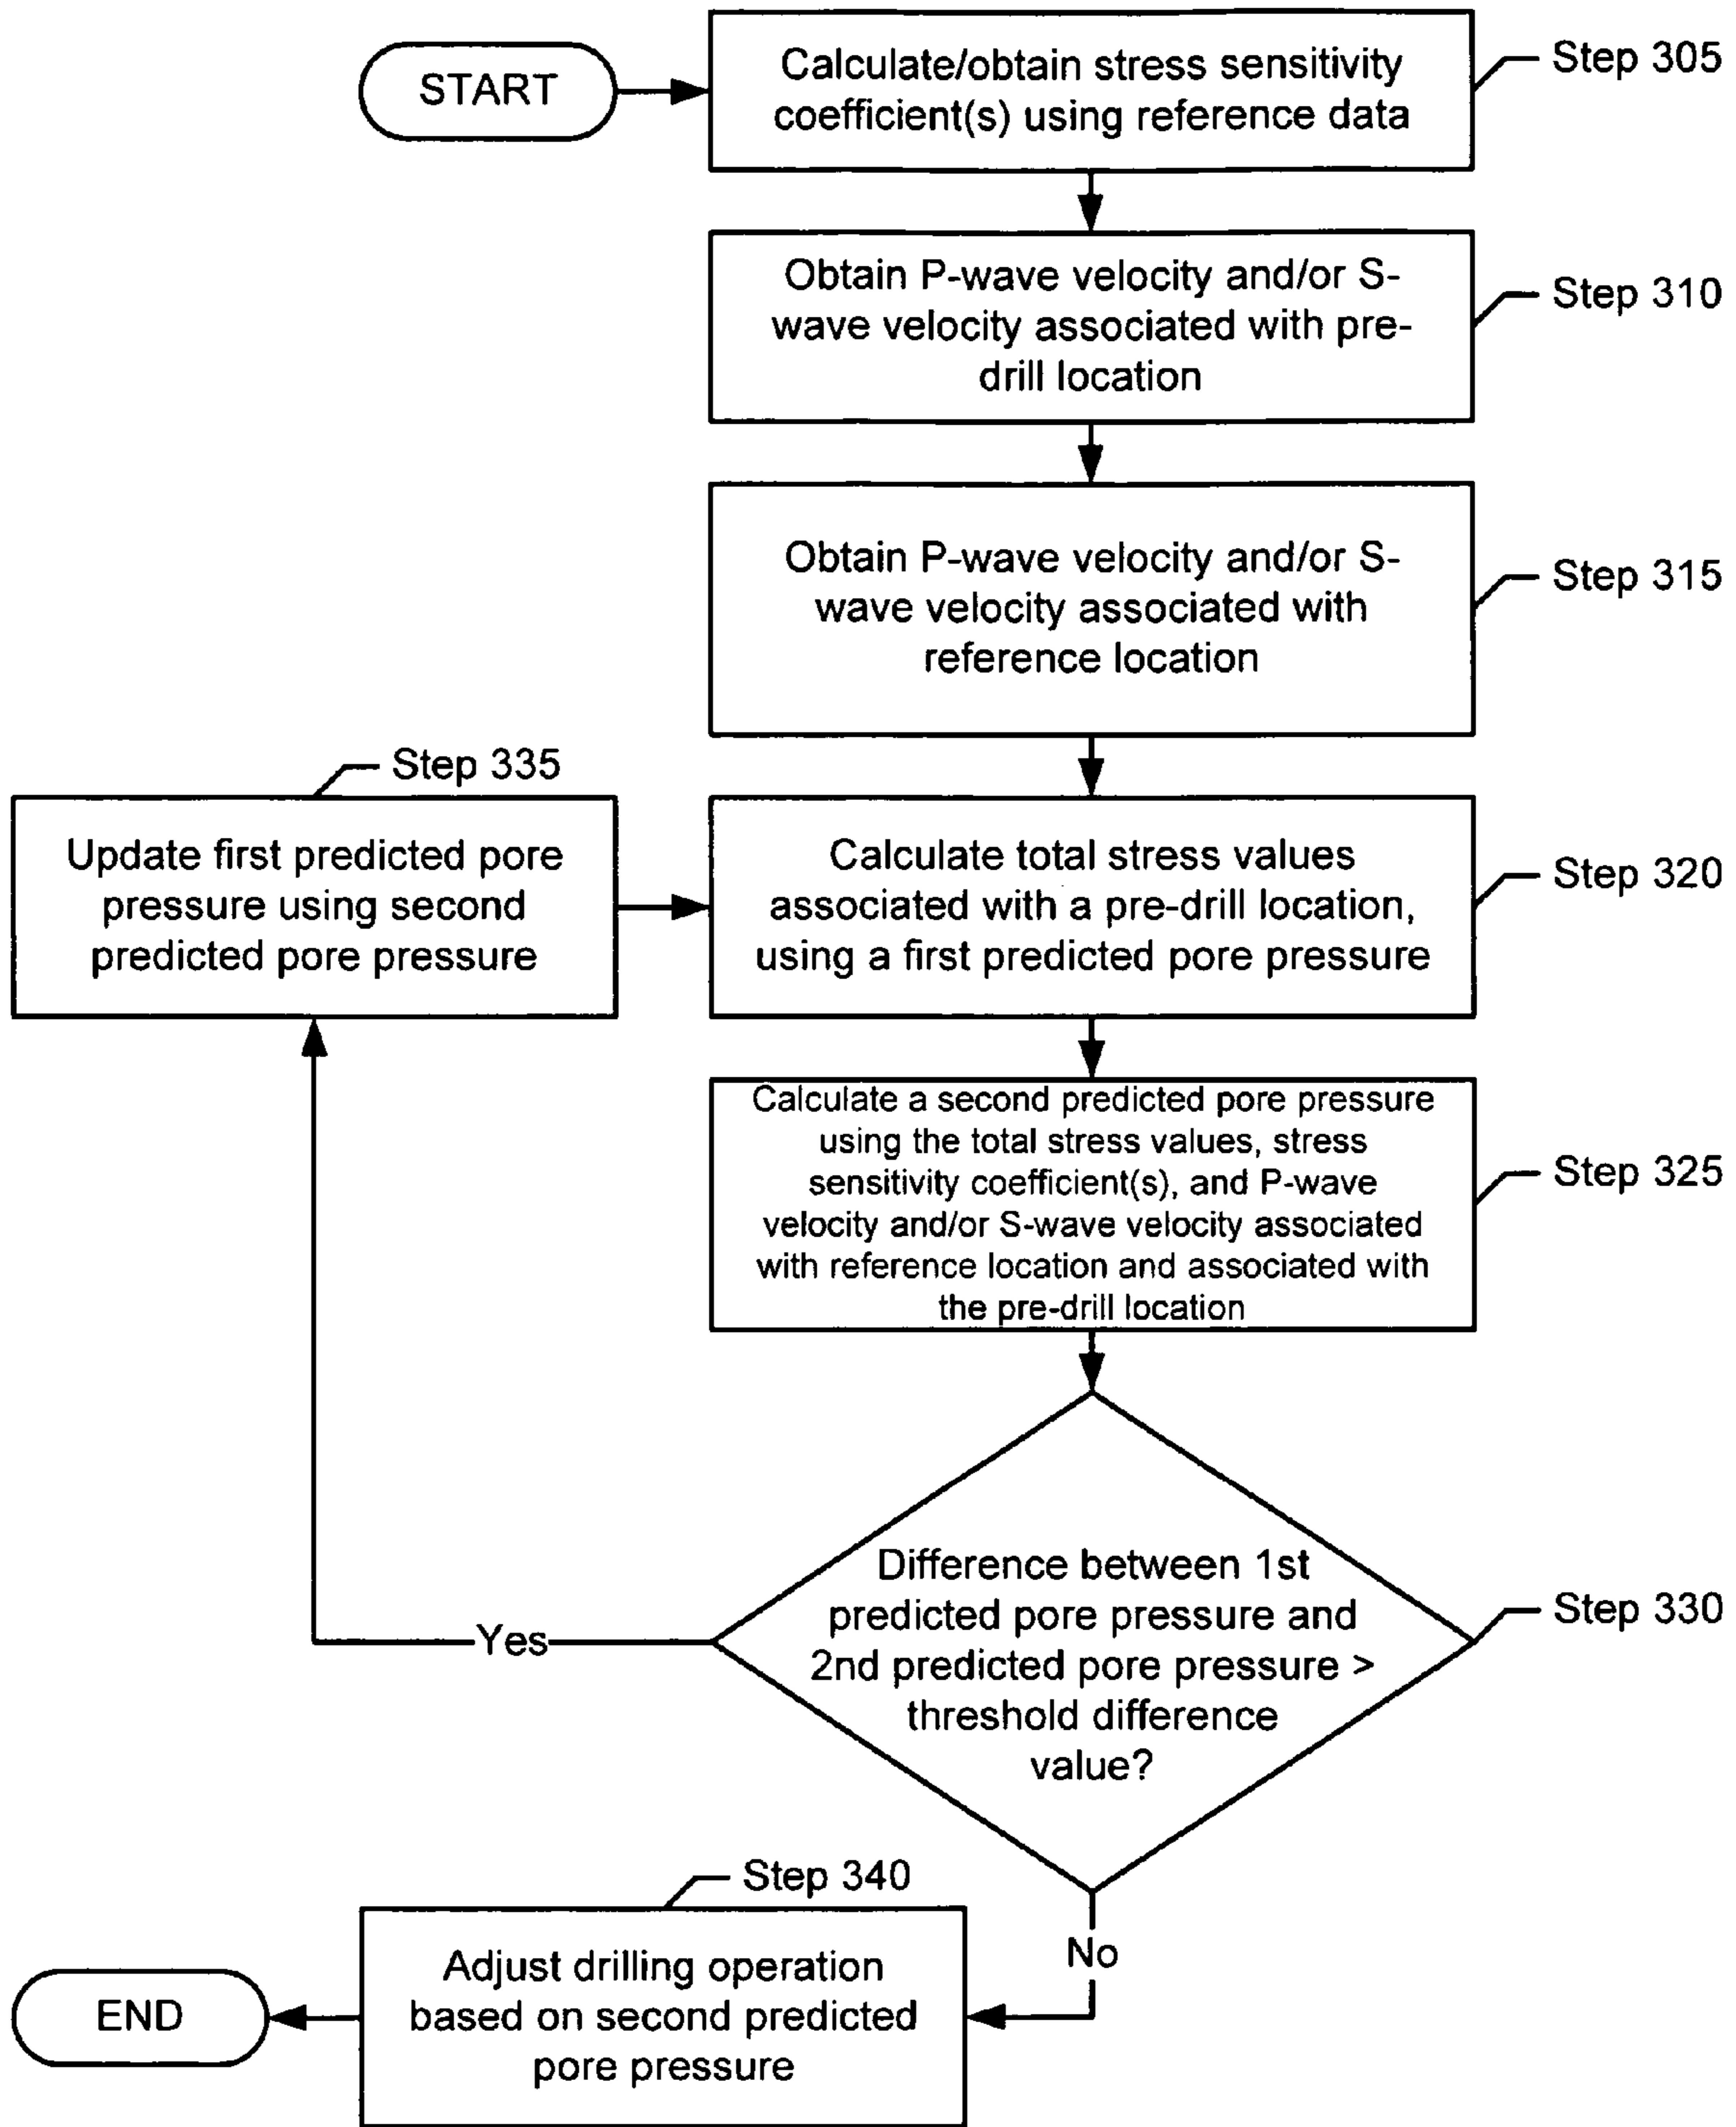 START
Calculate/obtain stress sensitivity
coefficient(s) using reference data
Step 305
Obtain P-wave velocity and/or S-
wave velocity associated with pre-
drill location
Step 310
Obtain P-wave velocity and/or S-
wave velocity associated with
reference location
Step 315
Step 335
Update first predicted pore
pressure using second
predicted pore pressure
Calculate total stress values
associated with a pre-drill location,
using a first predicted pore pressure
Step 320
Calculate a second predicted pore pressure
using the total stress values, stress
sensitivity coefficient(s), and P-wave
velocity and/or S-wave velocity associated
with reference location and associated with
the pre-drill location
Step 325
Difference between 1st
predicted pore pressure and
2nd predicted pore pressure >
threshold difference
value?
Step 330
Yes
No
Step 340
Adjust drilling operation
based on second predicted
pore pressure
END